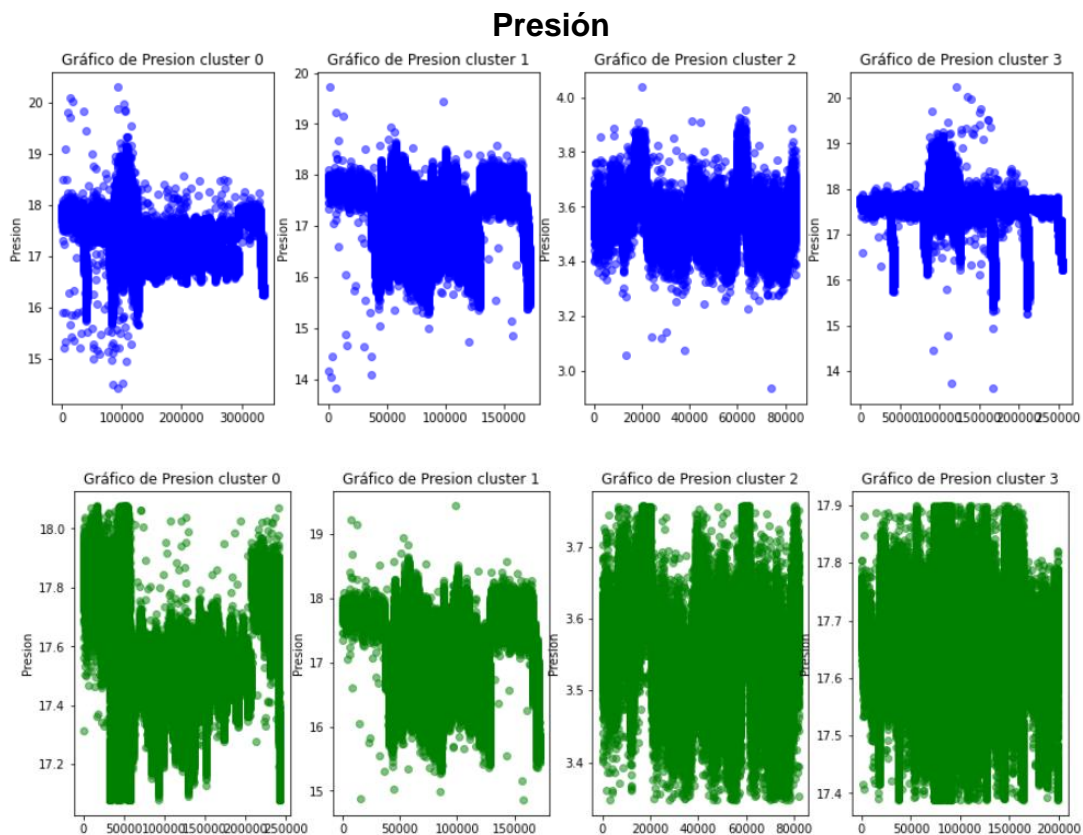 Presión
Gráfico de Presion cluster 0
Gráfico de Presion cluster 1
Gráfico de Presion cluster 2
Gráfico de Presion cluster 3
20
19
18
17
16
15
Presion
0 100000 200000 300000
20
19
18
17
16
15
14
Presion
0 50000 100000 150000
4.0
3.8
3.6
3.4
3.2
3.0
Presion
0 20000 40000 60000 80000
20
19
18
17
16
15
14
Presion
0 50000 100000 150000 200000 250000
Gráfico de Presion cluster 0
Gráfico de Presion cluster 1
Gráfico de Presion cluster 2
Gráfico de Presion cluster 3
18.0
17.8
17.6
17.4
17.2
Presion
0 50000 100000 150000 200000 250000
19
18
17
16
15
Presion
0 50000 100000 150000
3.7
3.6
3.5
3.4
Presion
0 20000 40000 60000 80000
17.9
17.8
17.7
17.6
17.5
17.4
Presion
0 50000 100000 150000 200000